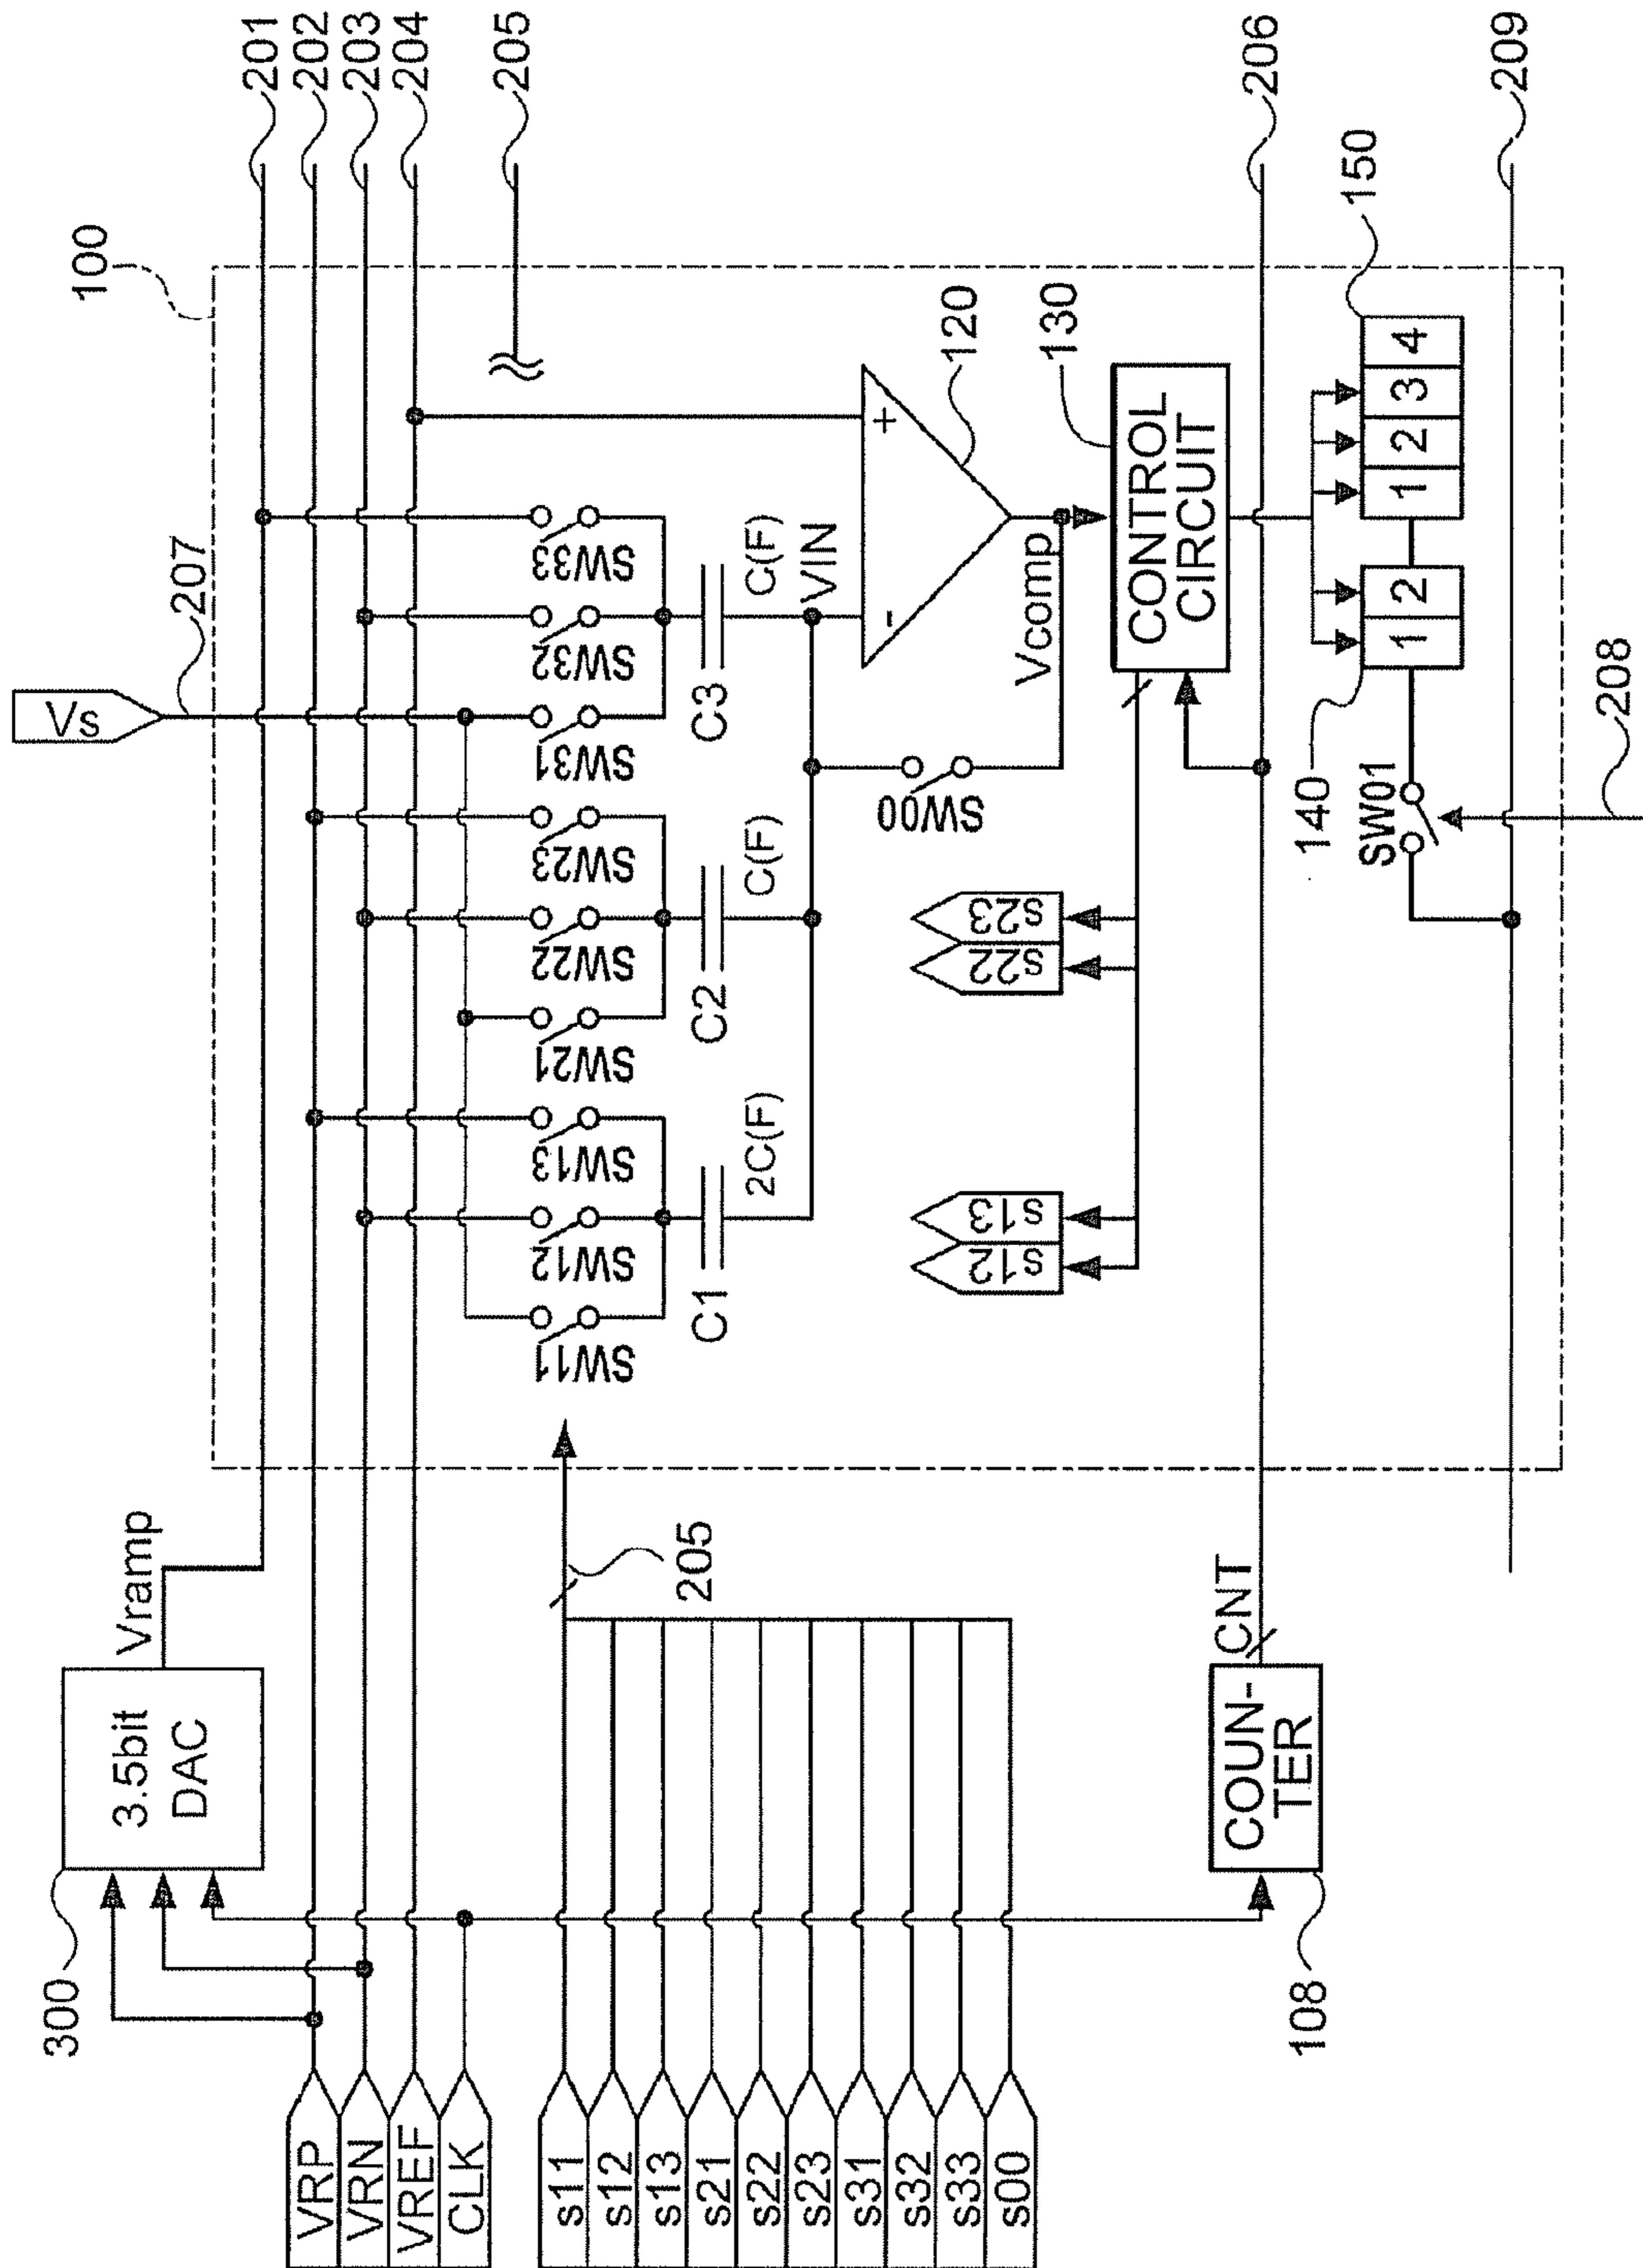 201
202
203
204
205
206
209
100
207
Vs
150
120
130
+
-
CONTROL
CIRCUIT
VIN
Vcomp
SW33
SW32
SW31
SW23
SW22
SW21
SW13
SW12
SW11
C3
C(F)
C2
C(F)
C1
2C(F)
SW00
s23
s22
s13
s12
1
2
3
4
1
2
140
SW01
208
Vramp
3.5bit
DAC
300
205
CNT
COUN-
TER
108
VRP
VRN
VREF
CLK
s11
s12
s13
s21
s22
s23
s31
s32
s33
s00